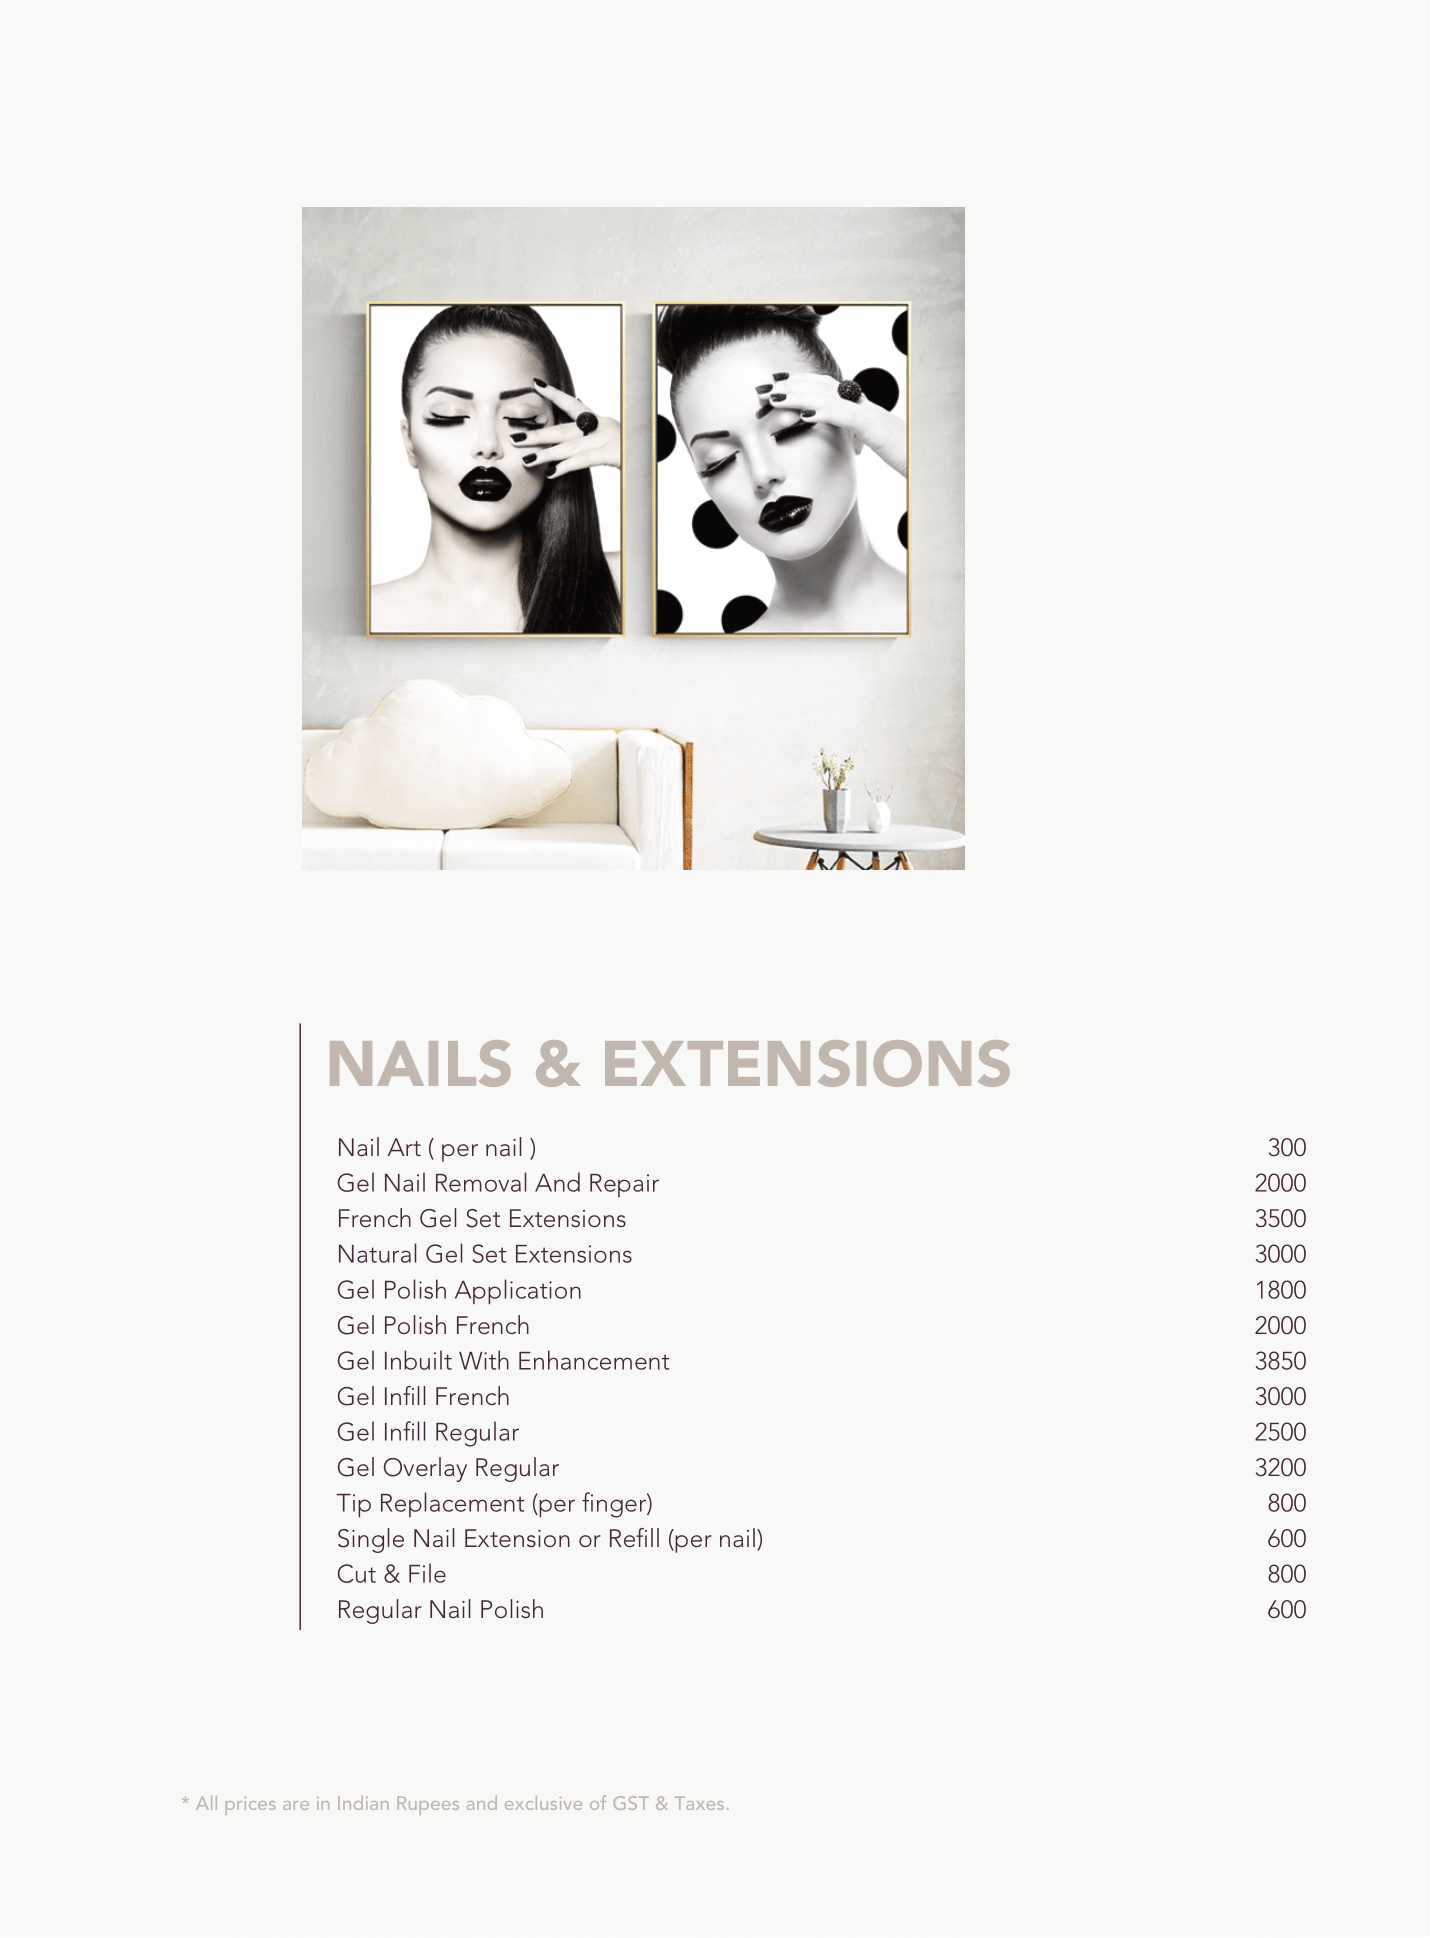 NAILS & EXTENSIONS
Nail Art ( per nail ) 300
Gel Nail Removal And Repair 2000
French Gel Set Extensions 3500
Natural Gel Set Extensions 3000
Gel Polish Application 1800
Gel Polish French 2000
Gel Inbuilt With Enhancement 3850
Gel Infill French 3000
Gel Infill Regular 2500
Gel Overlay Regular 3200
Tip Replacement (per finger) 800
Single Nail Extension or Refill (per nail) 600
Cut & File 800
Regular Nail Polish 600
* All prices are in Indian Rupees and exclusive of GST & Taxes.